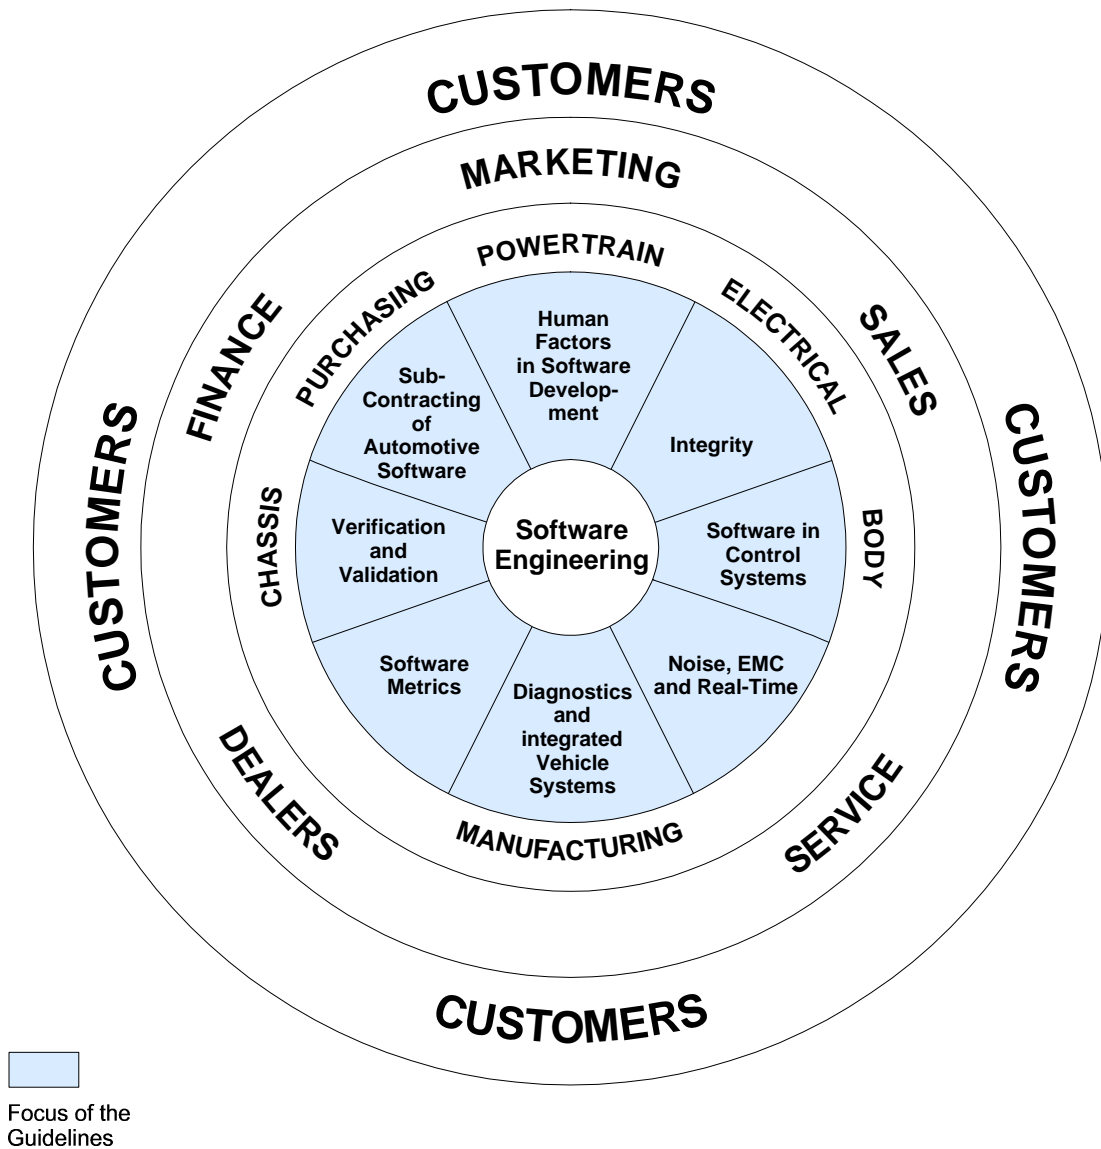 CUSTOMERS
MARKETING
POWERTRAIN
PURCHASING
ELECTRICAL
FINANCE
SALES
Human
Factors
in Software
Develop-
ment
Sub-
Contracting
of
Automotive
Software
Integrity
CUSTOMERS
CUSTOMERS
CHASSIS
BODY
Verification
and
Validation
Software
Engineering
Software in
Control
Systems
Software
Metrics
Diagnostics
and
integrated
Vehicle
Systems
Noise, EMC
and Real-Time
DEALERS
SERVICE
MANUFACTURING
CUSTOMERS
Focus of the
Guidelines